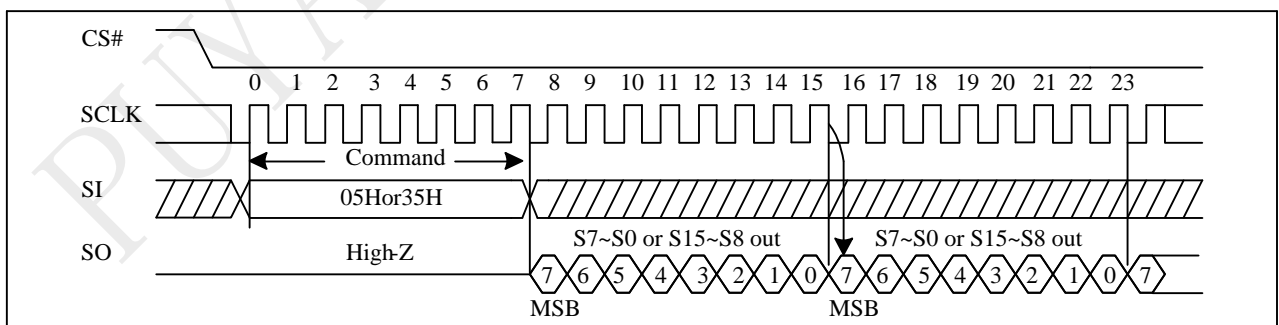 CS#
0 1 2 3 4 5 6 7 8 9 10 11 12 13 14 15 16 17 18 19 20 21 22 23
SCLK
Command
SI
05Hor35H
S7~S0 or S15~S8 out S7~S0 or S15~S8 out
SO
High-Z
7 6 5 4 3 2 1 0 7 6 5 4 3 2 1 0 7
MSB MSB
PUYA